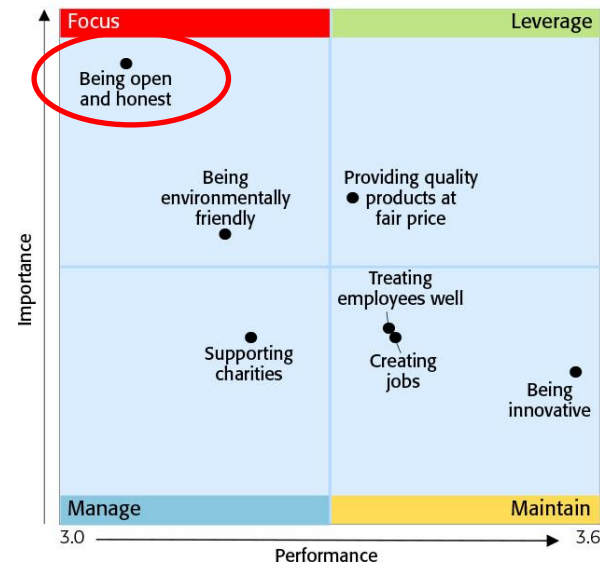 Focus
Leverage
Being open
and honest
Being
environmentally
friendly
Providing quality
products at
fair price
Importance
Treating
employees well
Supporting
charities
Creating
jobs
Being
innovative
Manage
Maintain
3.0
3.6
Performance